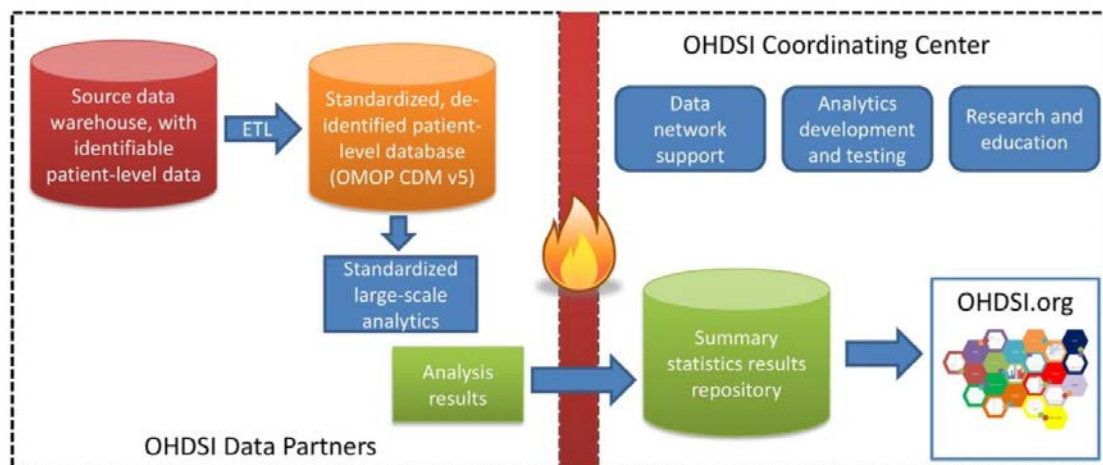 Source data
warehouse, with
identifiable
patient-level data
ETL
Standardized, de-
identified patient-
level database
(OMOP CDM v5)
Standardized
large-scale
analytics
Analysis
results
OHDSI Data Partners
OHDSI Coordinating Center
Data
network
support
Analytics
development
and testing
Research and
education
Summary
statistics results
repository
OHDSI.org